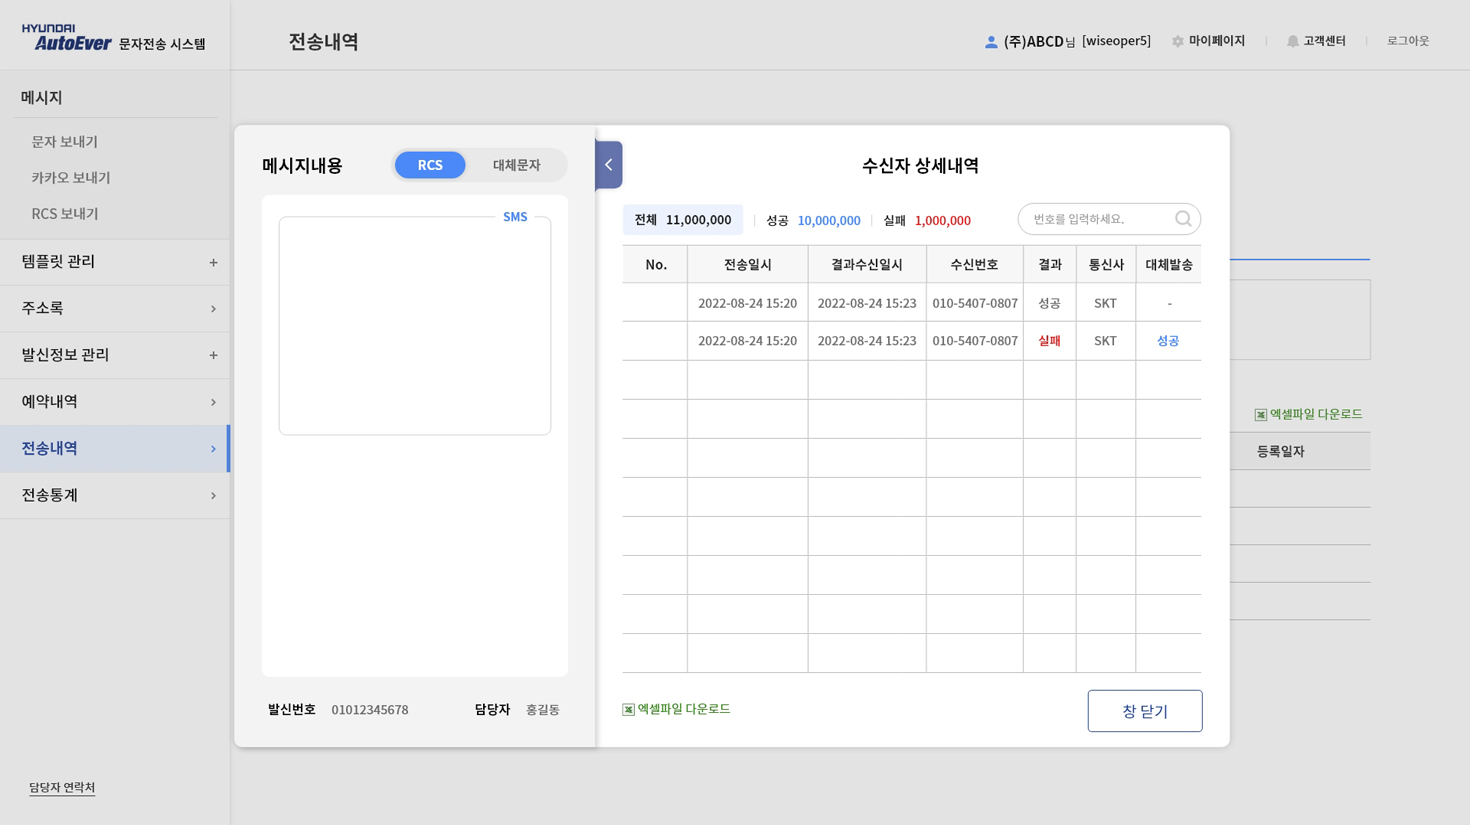 HYUNDAI
AutoEver 문자전송 시스템
전송내역
(주)ABCD님 [wiseoper5]
마이페이지
고객센터
로그아웃
메시지
문자 보내기
카카오 보내기
RCS 보내기
템플릿 관리 +
주소록
발신정보 관리 +
예약내역
전송내역
전송통계
담당자 연락처
메시지내용
RCS
대체문자
SMS
발신번호 01012345678
담당자 홍길동
수신자 상세내역
전체 11,000,000 | 성공 10,000,000 | 실패 1,000,000
번호를 입력하세요.
No. 전송일시 결과수신일시 수신번호 결과 통신사 대체발송
2022-08-24 15:20 2022-08-24 15:23 010-5407-0807 성공 SKT -
2022-08-24 15:20 2022-08-24 15:23 010-5407-0807 실패 SKT 성공
엑셀파일 다운로드
창 닫기
엑셀파일 다운로드
등록일자